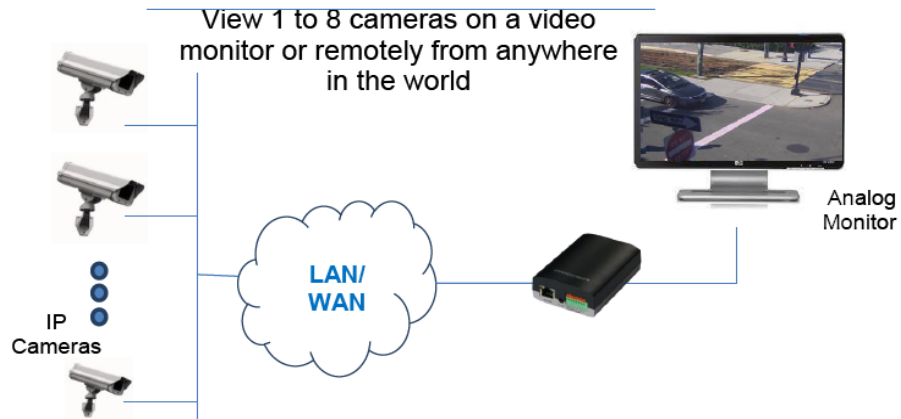 View 1 to 8 cameras on a video
monitor or remotely from anywhere
in the world
LAN/
WAN
Analog
Monitor
IP
Cameras